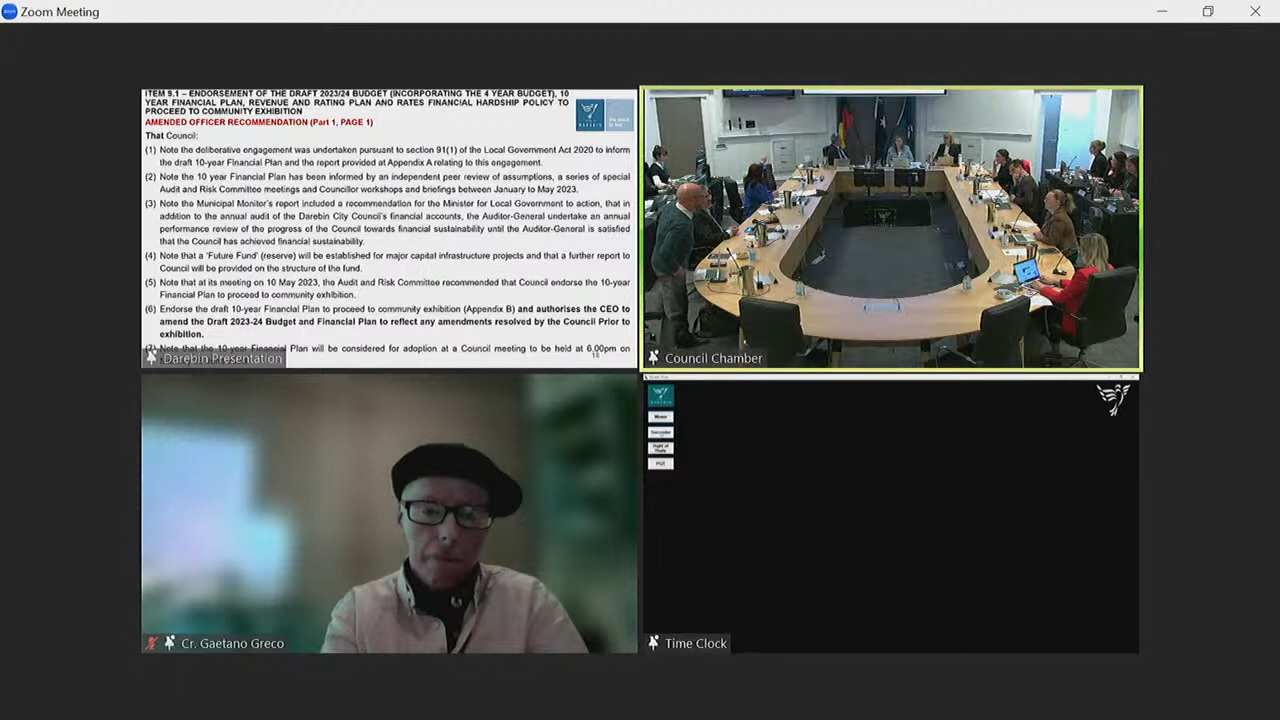 Zoom Meeting
ITEM 9.1 – ENDORSEMENT OF THE DRAFT 2023/24 BUDGET (INCORPORATING THE 4 YEAR BUDGET), 10
YEAR FINANCIAL PLAN, REVENUE AND RATING PLAN AND RATES FINANCIAL HARDSHIP POLICY TO
PROCEED TO COMMUNITY EXHIBITION
AMENDED OFFICER RECOMMENDATION (Part 1, PAGE 1)
That Council:
(1) Note the deliberative engagement was undertaken pursuant to section 91(1) of the Local Government Act 2020 to inform
the draft 10-year Financial Plan and the report provided at Appendix A relating to this engagement.
(2) Note the 10 year Financial Plan has been informed by an independent peer review of assumptions, a series of special
Audit and Risk Committee meetings and Councillor workshops and briefings between January to May 2023.
(3) Note the Municipal Monitor's report included a recommendation for the Minister for Local Government to action, that in
addition to the annual audit of the Darebin City Council's financial accounts, the Auditor-General undertake an annual
performance review of the progress of the Council towards financial sustainability until the Auditor-General is satisfied
that the Council has achieved financial sustainability.
(4) Note that a 'Future Fund' (reserve) will be established for major capital infrastructure projects and that a further report to
Council will be provided on the structure of the fund.
(5) Note that at its meeting on 10 May 2023, the Audit and Risk Committee recommended that Council endorse the 10-year
Financial Plan to proceed to community exhibition.
(6) Endorse the draft 10-year Financial Plan to proceed to community exhibition (Appendix B) and authorises the CEO to
amend the Draft 2023-24 Budget and Financial Plan to reflect any amendments resolved by the Council Prior to
exhibition.
(7) Note that the 10-year Financial Plan will be considered for adoption at a Council meeting to be held at 6.00pm on
18
Darebin Presentation
Council Chamber
Mover
Seconder
Right of
Reply
Cr. Gaetano Greco
Time Clock